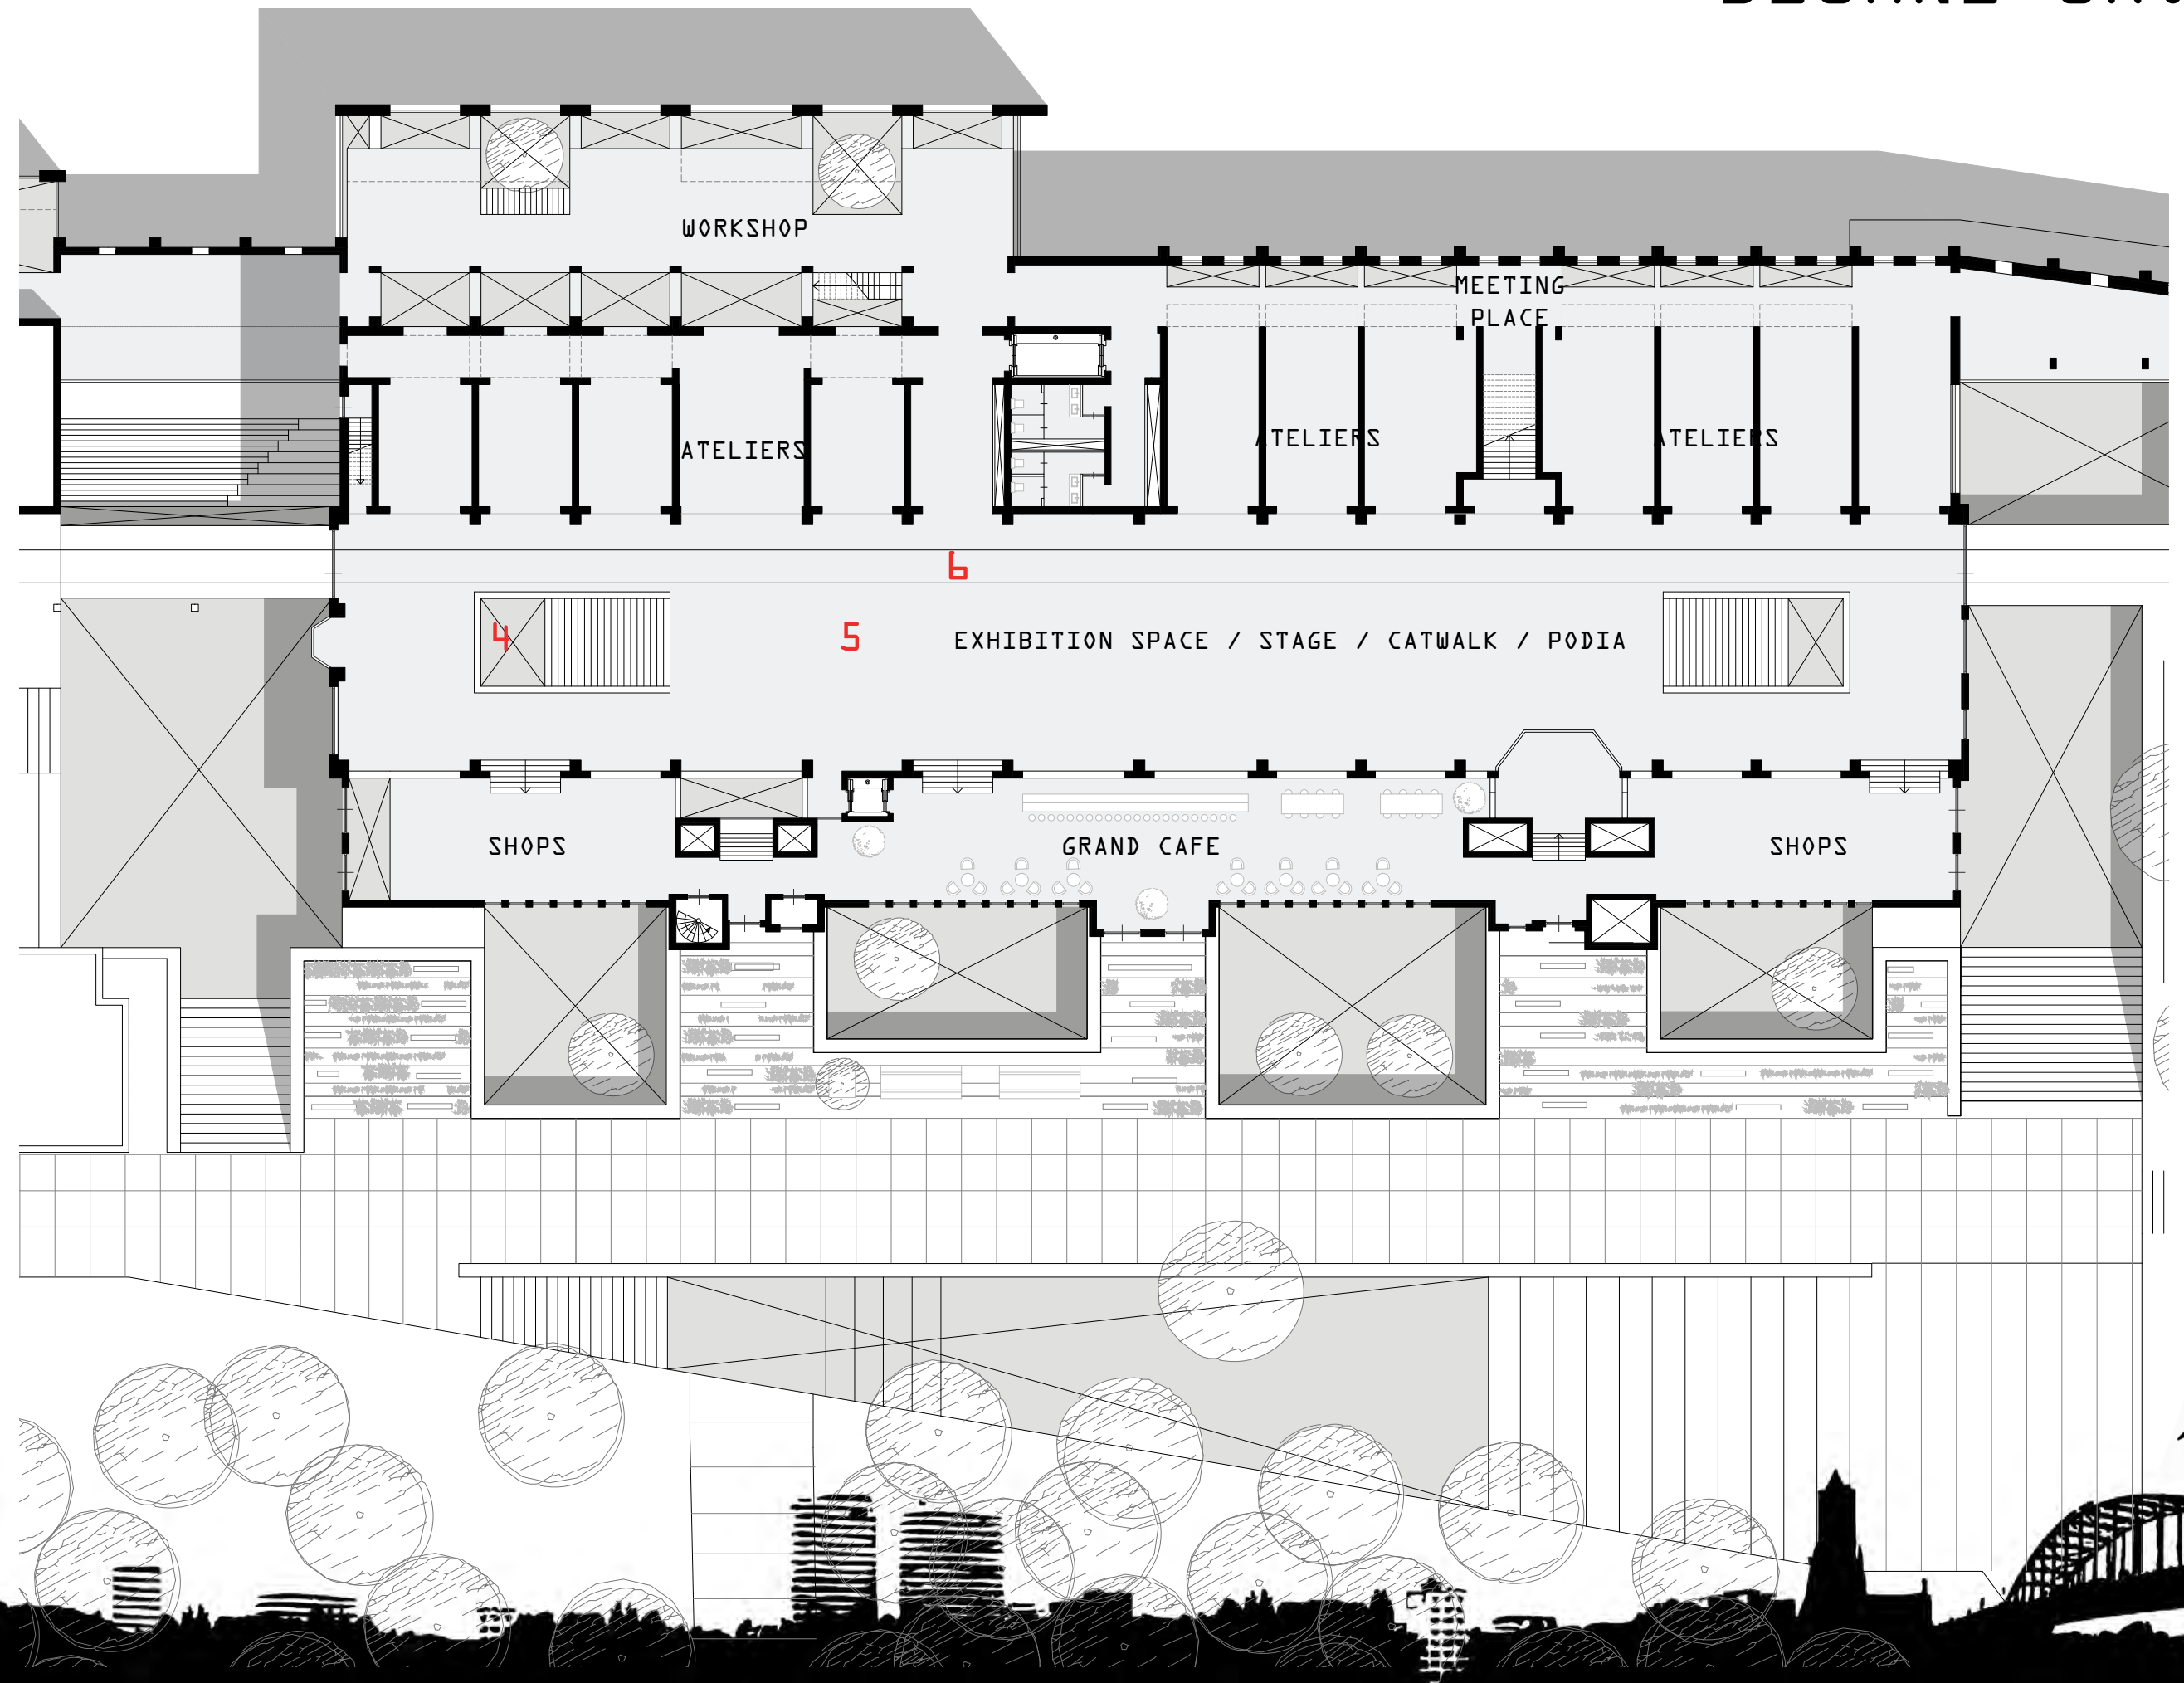 WORKSHOP
MEETING
PLACE
ATELIERS
ATELIERS
ATELIERS
6
4
5
EXHIBITION SPACE / STAGE / CATWALK / PODIA
SHOPS
GRAND CAFE
SHOPS